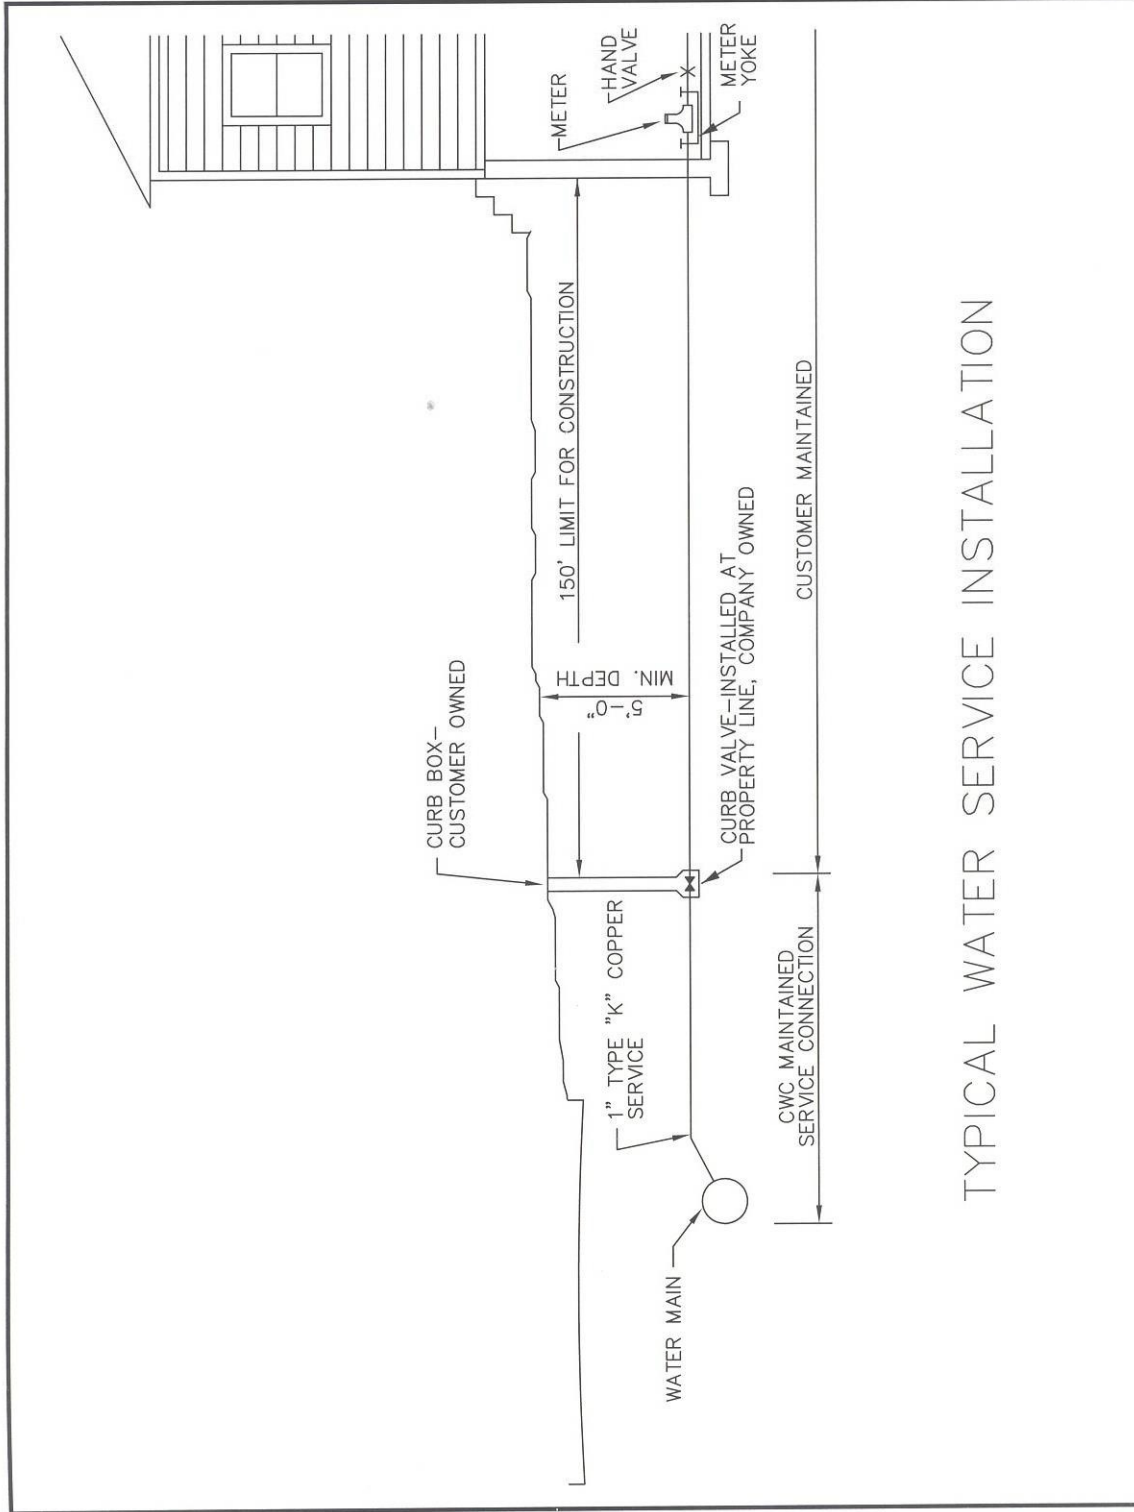 WATER MAIN
1" TYPE "K" COPPER
SERVICE
CURB BOX–
CUSTOMER OWNED
5'–0"
MIN. DEPTH
150' LIMIT FOR CONSTRUCTION
METER
HAND
VALVE
METER
YOKE
CURB VALVE–INSTALLED AT
PROPERTY LINE, COMPANY OWNED
CWC MAINTAINED
SERVICE CONNECTION
CUSTOMER MAINTAINED
TYPICAL WATER SERVICE INSTALLATION